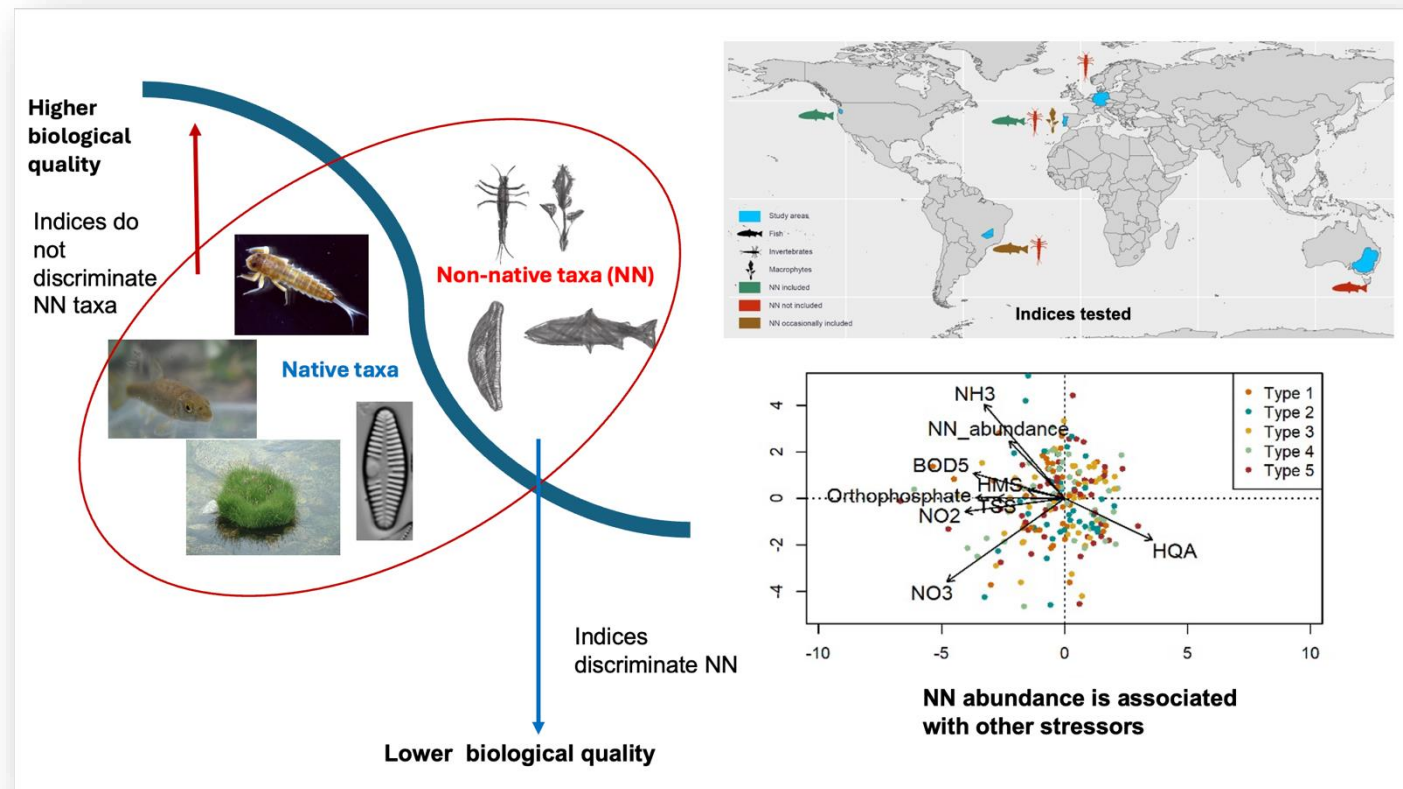 Higher
biological
quality
Indices do
not
discriminate
NN taxa
Non-native taxa (NN)
Native taxa
Indices
discriminate NN
Lower biological quality
Study areas
Fish
Invertebrates
Macrophytes
NN included
NN not included
NN occasionally included
Indices tested
NH3
NN_abundance
BOD5
HMS
Orthophosphate
TSS
NO2
NO3
HQA
Type 1
Type 2
Type 3
Type 4
Type 5
4
2
0
-2
-4
-10
-5
0
5
10
NN abundance is associated
with other stressors